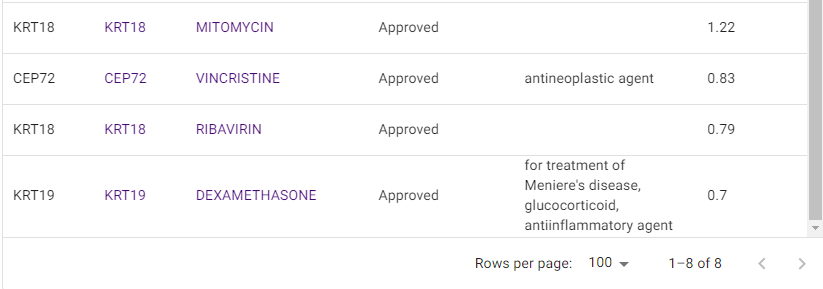 KRT18 KRT18 MITOMYCIN Approved 1.22
CEP72 CEP72 VINCRISTINE Approved antineoplastic agent 0.83
KRT18 KRT18 RIBAVIRIN Approved 0.79
for treatment of
Meniere's disease,
KRT19 KRT19 DEXAMETHASONE Approved 0.7
glucocorticoid,
antiinflammatory agent
Rows per page: 100 1–8 of 8